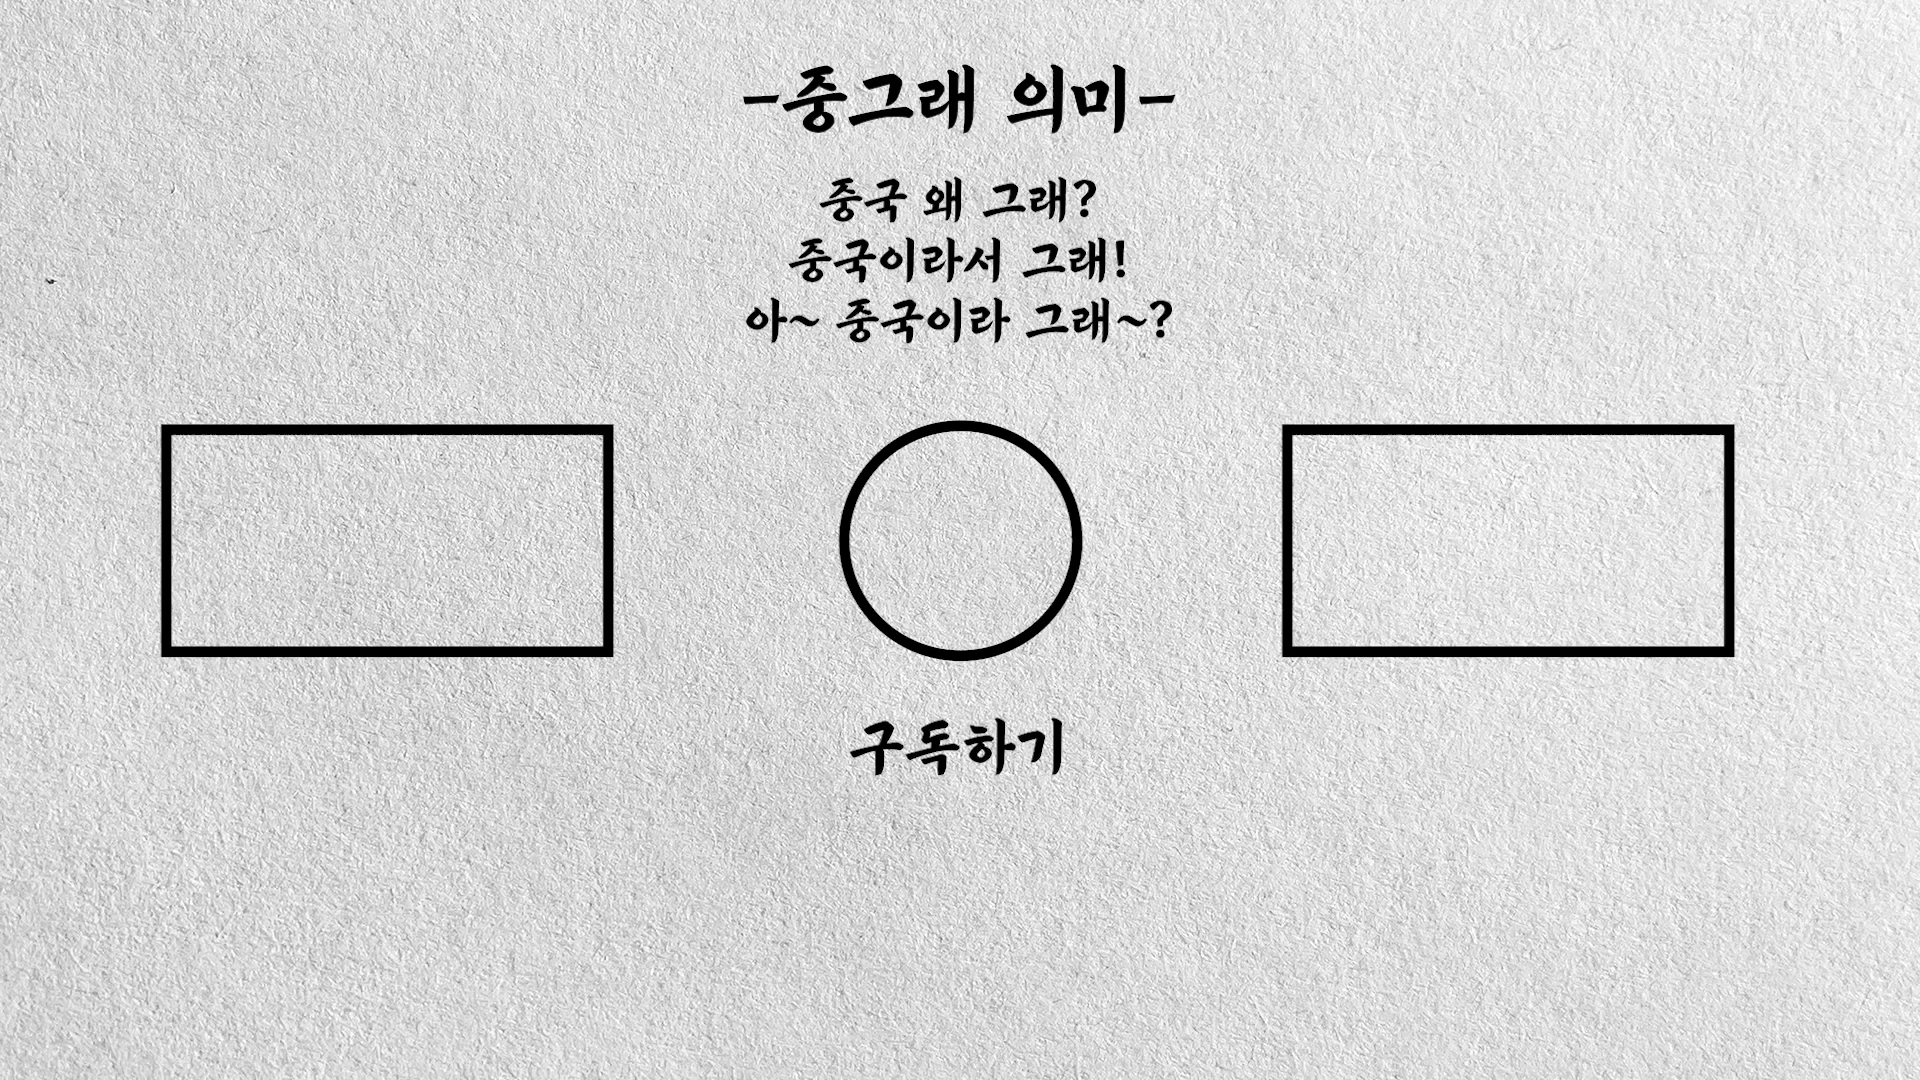 -중그래 의미-
중국 왜 그래?
중국이라서 그래!
아~ 중국이라 그래~?
구독하기